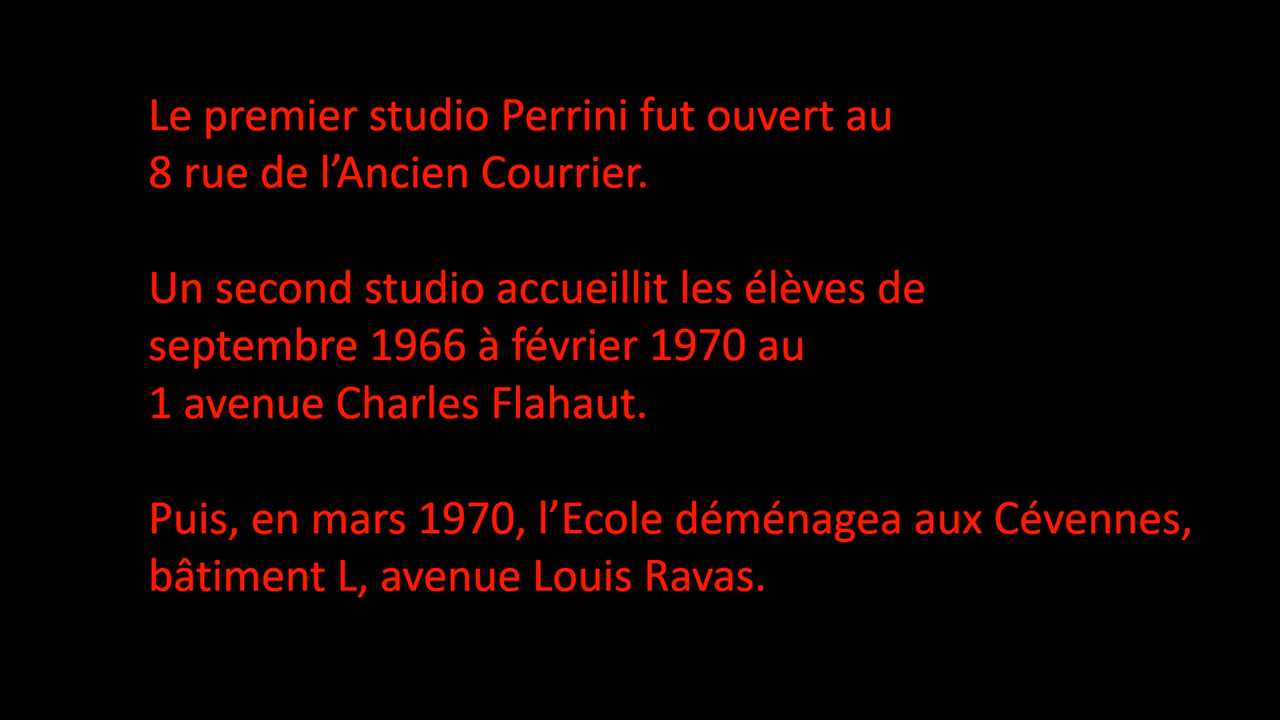 Le premier studio Perrini fut ouvert au
8 rue de l’Ancien Courrier.
Un second studio accueillit les élèves de
septembre 1966 à février 1970 au
1 avenue Charles Flahaut.
Puis, en mars 1970, l’Ecole déménagea aux Cévennes,
bâtiment L, avenue Louis Ravas.